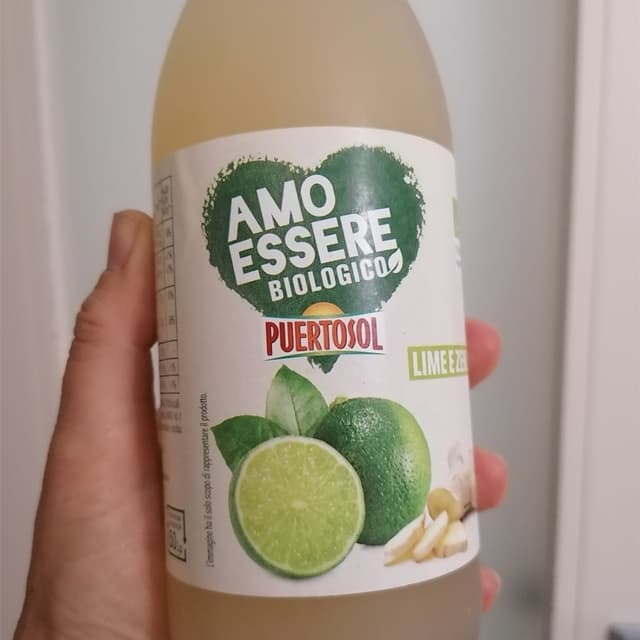 AMO
ESSERE
BIOLOGICO
PUERTOSOL
LIME E ZE
L'immagine ha il solo scopo di rappresentare il prodotto.